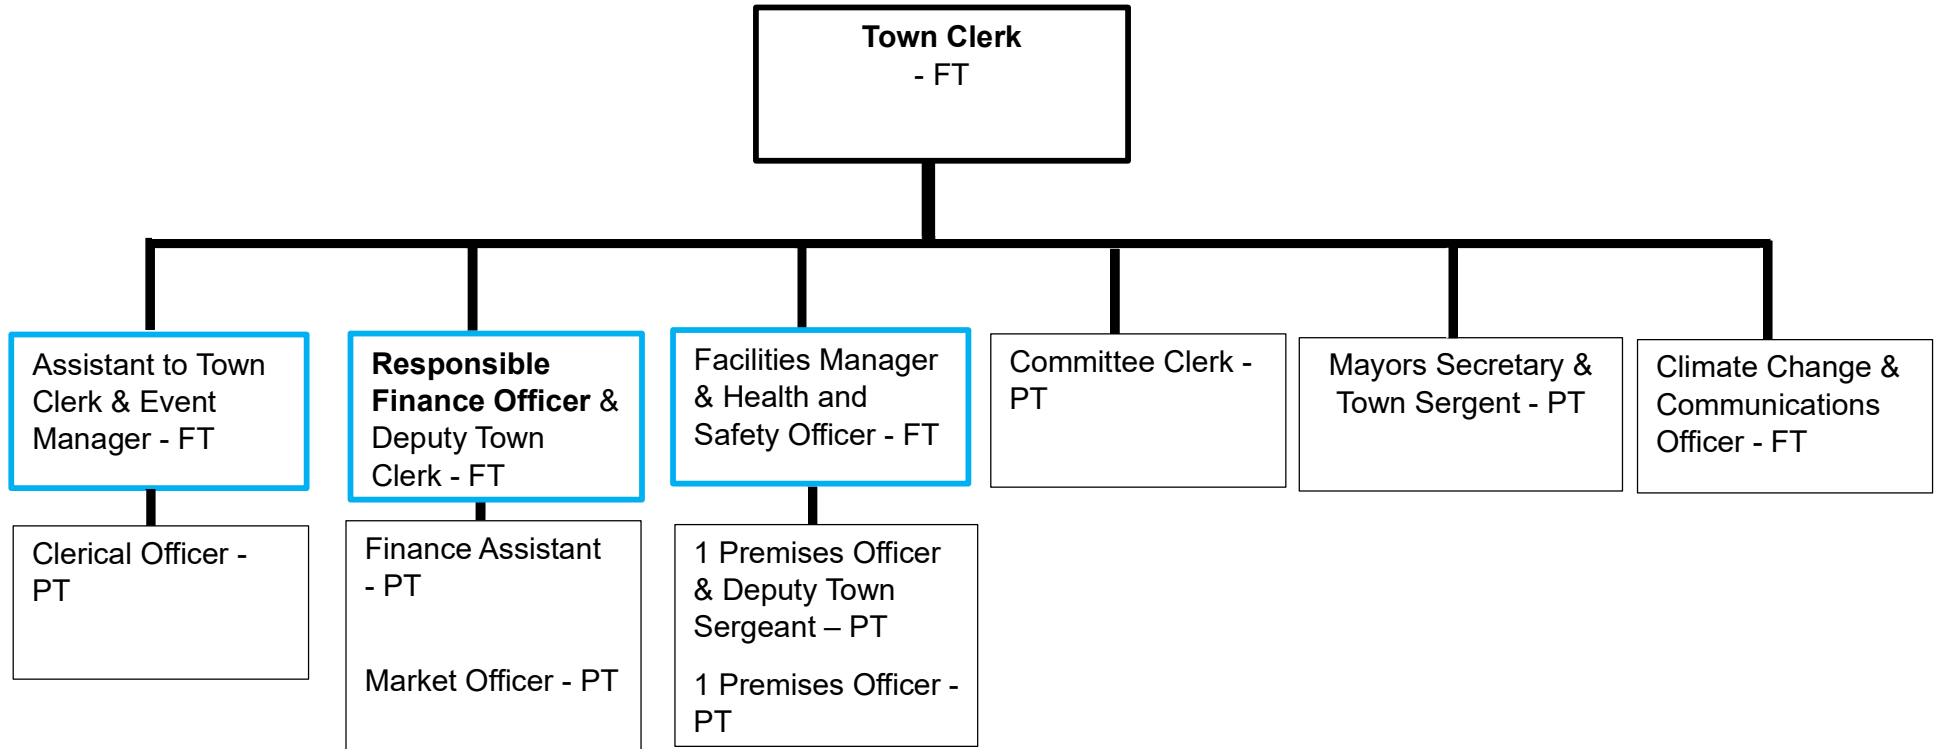 Town Clerk
- FT
Assistant to Town
Clerk & Event
Manager - FT
Responsible
Finance Officer &
Deputy Town
Clerk - FT
Facilities Manager
& Health and
Safety Officer - FT
Committee Clerk -
PT
Mayors Secretary &
Town Sergent - PT
Climate Change &
Communications
Officer - FT
Clerical Officer -
PT
Finance Assistant
- PT
Market Officer - PT
1 Premises Officer
& Deputy Town
Sergeant – PT
1 Premises Officer -
PT